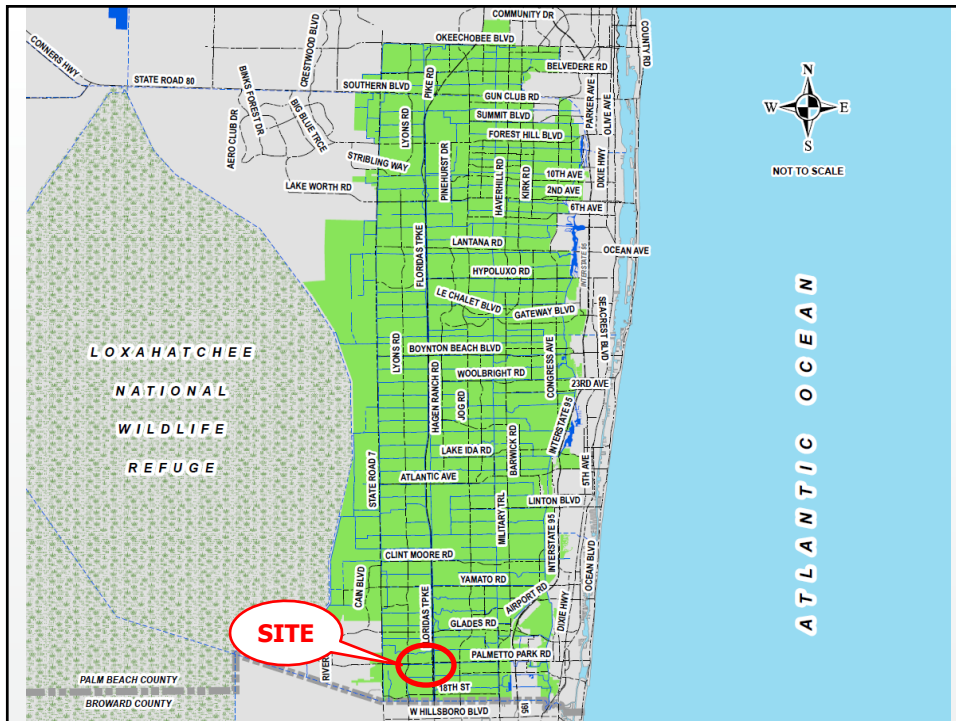 COMMUNITY DR
OKEECHOBEE BLVD
COUNTY RD
CONNERS HWY
CRESTWOOD BLVD
BELVEDERE RD
STATE ROAD 80
SOUTHERN BLVD
PIKE RD
BINKS FOREST DR
GUN CLUB RD
PARKER AVE
OLIVE AVE
N
W
E
S
NOT TO SCALE
AERO CLUB DR
BIG BLUE TRCE
LYONS RD
SUMMIT BLVD
FOREST HILL BLVD
STRIBLING WAY
PINEHURST DR
HAVERHILL RD
KIRK RD
10TH AVE
DIXIE HWY
LAKE WORTH RD
2ND AVE
6TH AVE
FLORIDAS TPKE
LANTANA RD
OCEAN AVE
INTERSTATE 95
HYPOLUXO RD
LE CHALET BLVD
GATEWAY BLVD
SEACREST BLVD
ATLANTIC OCEAN
LOXAHATCHEE
NATIONAL
WILDLIFE
REFUGE
LYONS RD
BOYNTON BEACH BLVD
CONGRESS AVE
WOOLBRIGHT RD
23RD AVE
HAGEN RANCH RD
JOG RD
INTERSTATE 95
LAKE IDA RD
BARWICK RD
STATE ROAD 7
ATLANTIC AVE
5TH AVE
LINTON BLVD
MILITARY TRL
INTERSTATE 95
CLINT MOORE RD
OCEAN BLVD
CAIN BLVD
YAMATO RD
AIRPORT RD
DIXIE HWY
LORIDAS TPKE
GLADES RD
SITE
PALMETTO PARK RD
RIVER
18TH ST
PALM BEACH COUNTY
BROWARD COUNTY
I95
W HILLSBORO BLVD